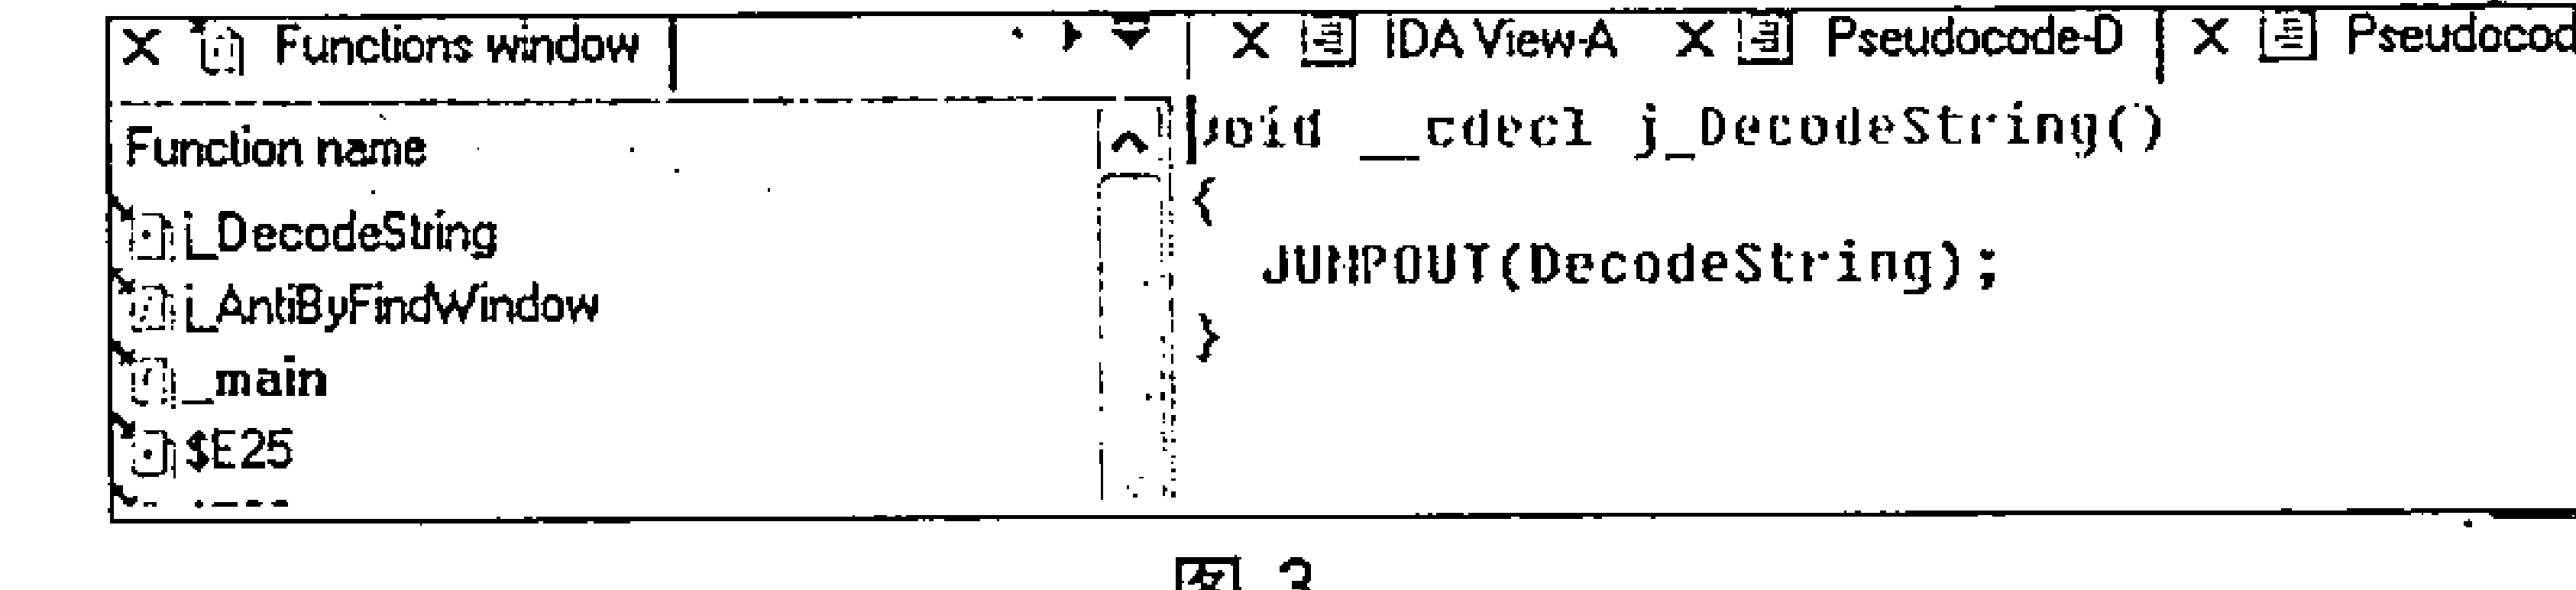 Functions window
IDA View-A
Pseudocode-D
Pseudocod
Function name
j_DecodeString
j_AntiByFindWindow
_main
$E25
void __cdecl j_DecodeString()
{
JUMPOUT(DecodeString);
}
图 3